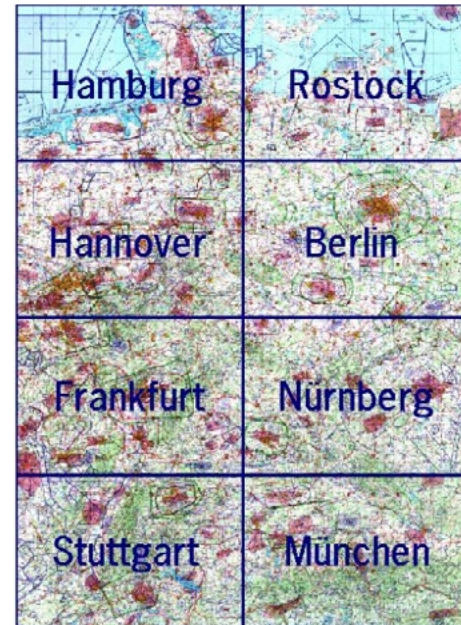 Hamburg Rostock
Hannover Berlin
Frankfurt Nürnberg
Stuttgart München